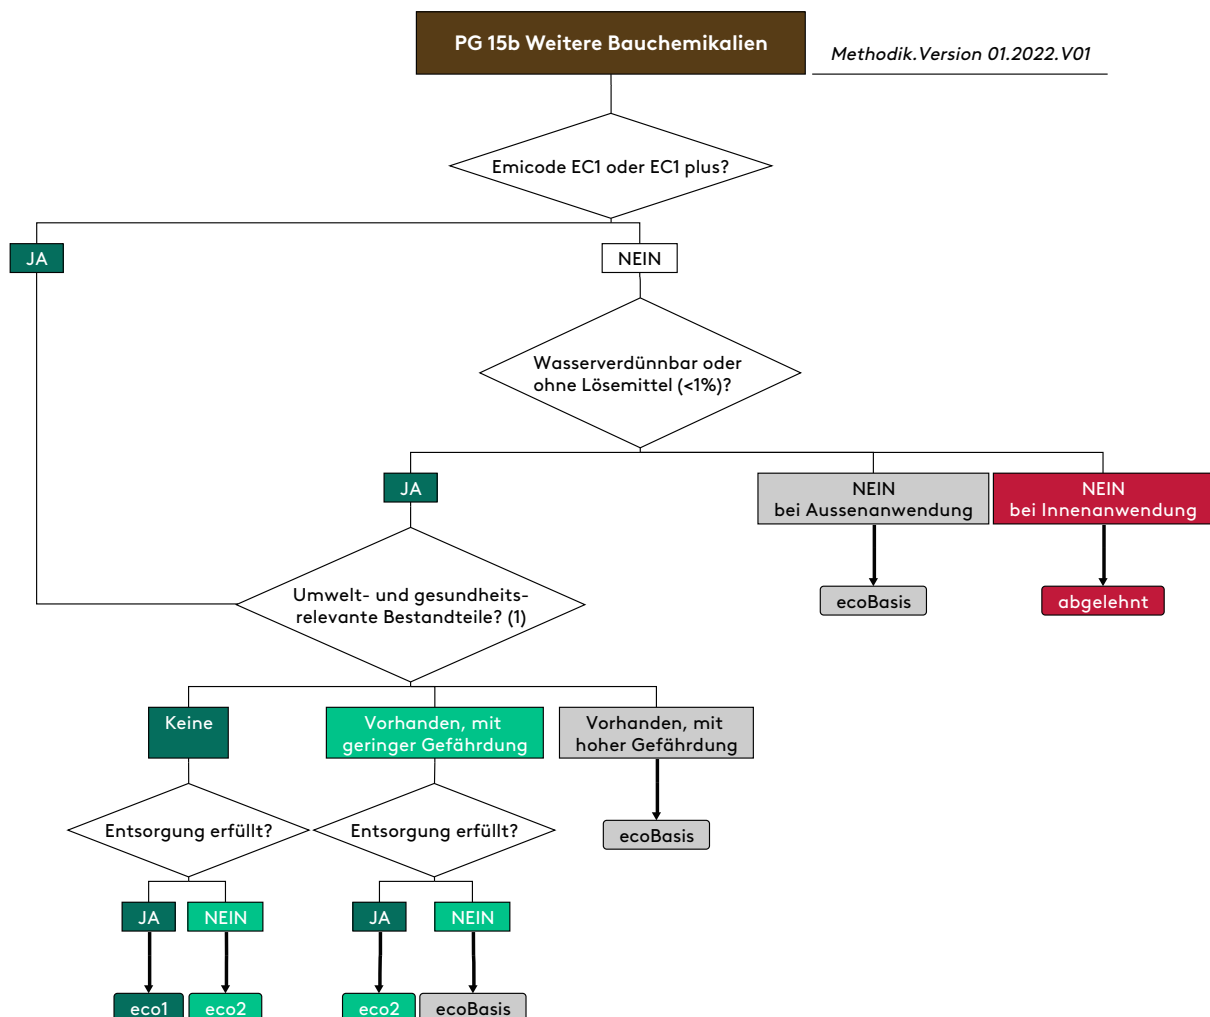 PG 15b Weitere Bauchemikalien
Methodik.Version 01.2022.V01
Emicode EC1 oder EC1 plus?
JA
NEIN
Wasserverdünnbar oder
ohne Lösemittel (<1%)?
JA
NEIN
bei Aussenanwendung
NEIN
bei Innenanwendung
ecoBasis
abgelehnt
Umwelt- und gesundheits-
relevante Bestandteile? (1)
Keine
Vorhanden, mit
geringer Gefährdung
Vorhanden, mit
hoher Gefährdung
ecoBasis
Entsorgung erfüllt?
Entsorgung erfüllt?
JA
NEIN
JA
NEIN
eco1
eco2
eco2
ecoBasis